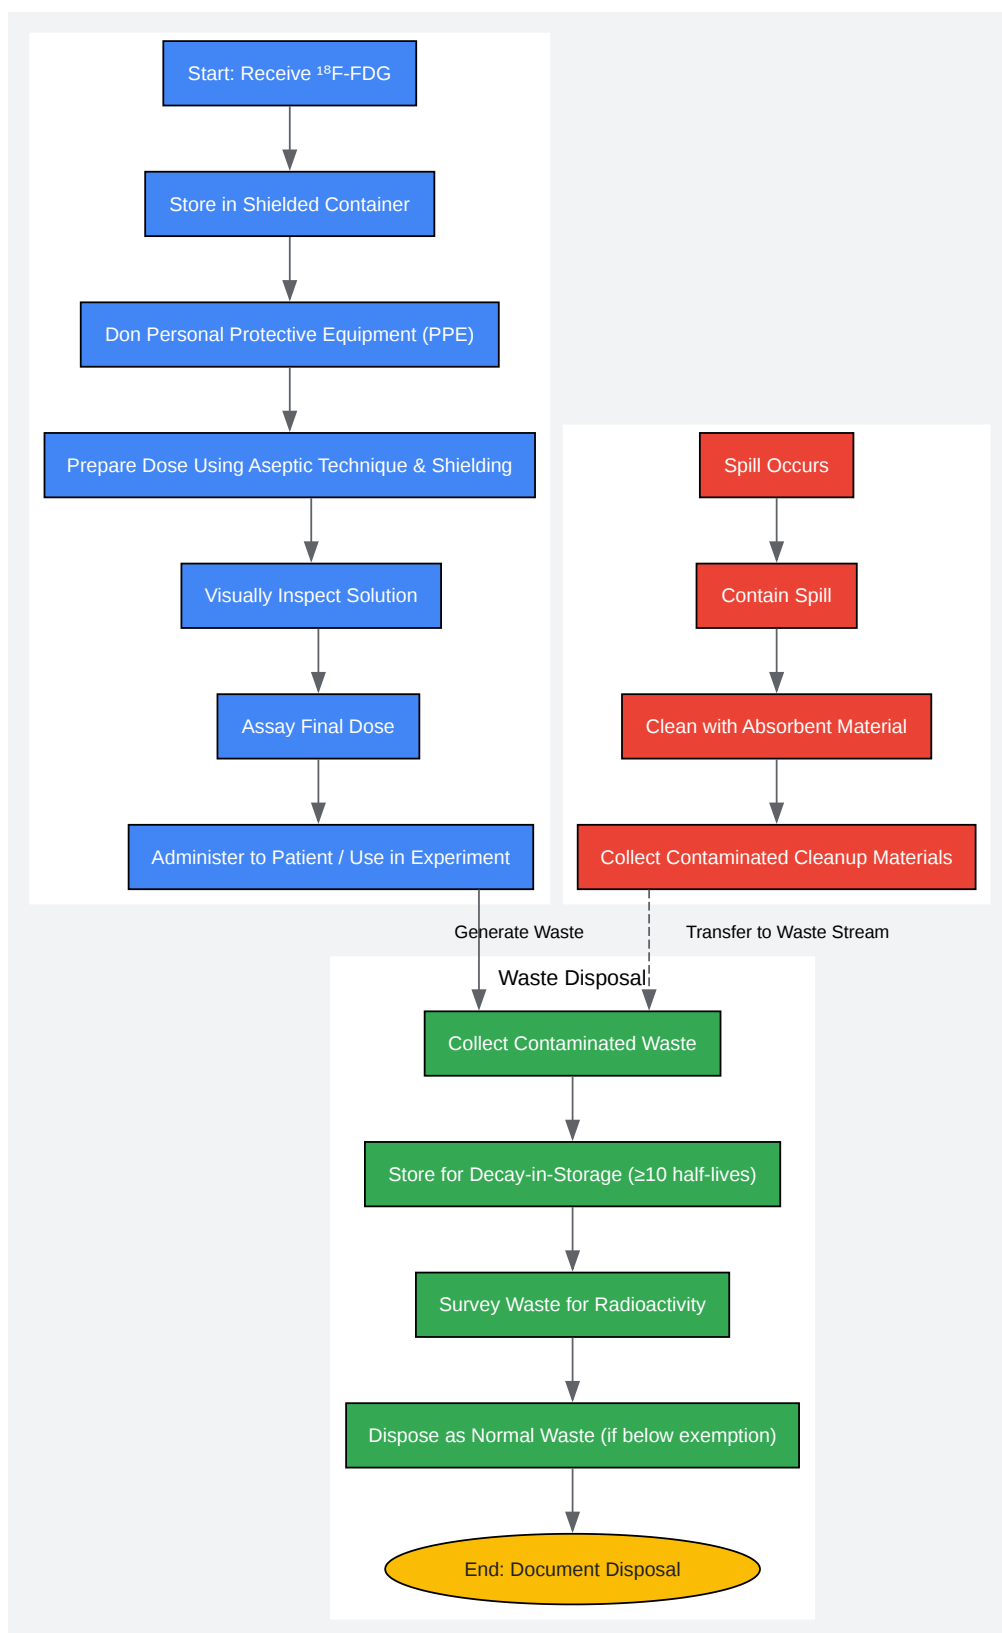 Start: Receive ¹⁸F-FDG
Store in Shielded Container
Don Personal Protective Equipment (PPE)
Prepare Dose Using Aseptic Technique & Shielding
Visually Inspect Solution
Assay Final Dose
Administer to Patient / Use in Experiment
Spill Occurs
Contain Spill
Clean with Absorbent Material
Collect Contaminated Cleanup Materials
Generate Waste
Transfer to Waste Stream
Waste Disposal
Collect Contaminated Waste
Store for Decay-in-Storage (≥10 half-lives)
Survey Waste for Radioactivity
Dispose as Normal Waste (if below exemption)
End: Document Disposal